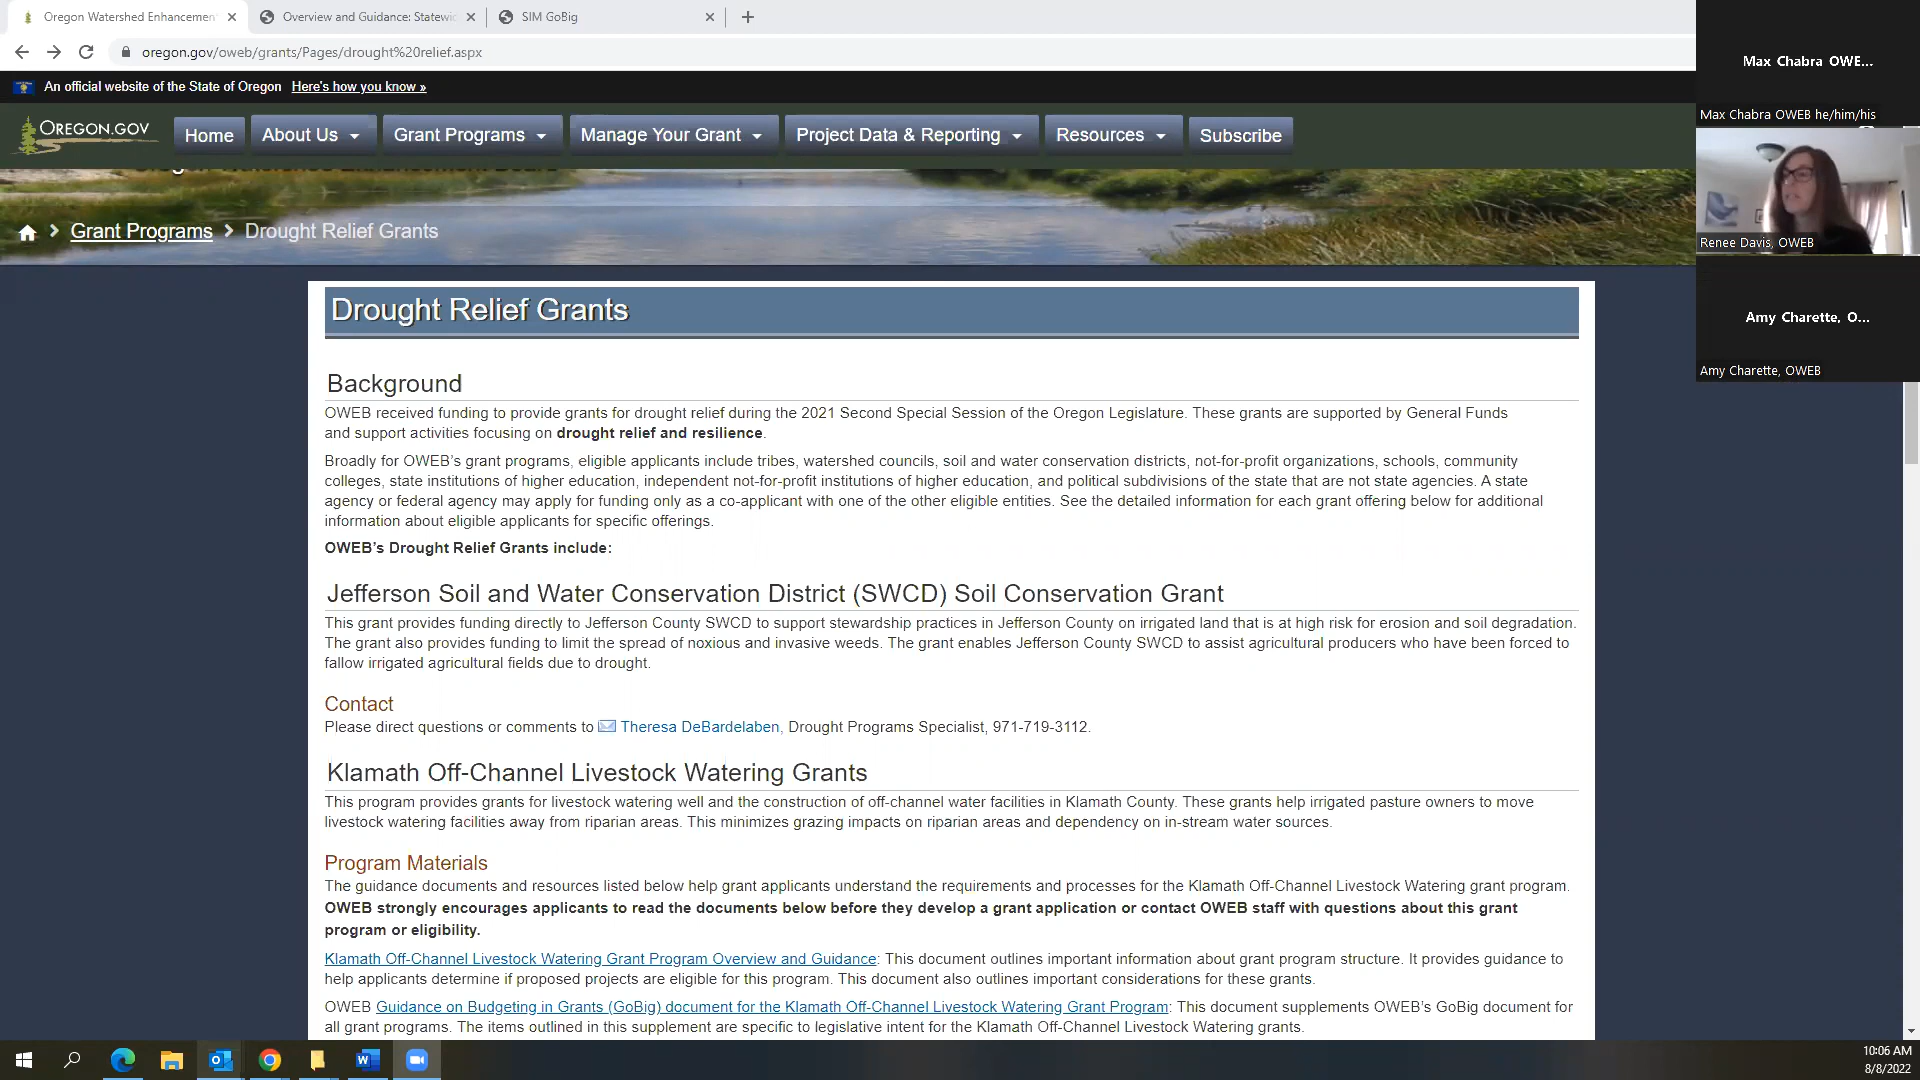 Oregon Watershed Enhancement
Overview and Guidance: Statewi
SIM GoBig
oregon.gov/oweb/grants/Pages/drought%20relief.aspx
An official website of the State of Oregon Here's how you know »
OREGON.GOV
Home
About Us
Grant Programs
Manage Your Grant
Project Data & Reporting
Resources
Subscribe
Grant Programs
Drought Relief Grants
Drought Relief Grants
Background
OWEB received funding to provide grants for drought relief during the 2021 Second Special Session of the Oregon Legislature. These grants are supported by General Funds
and support activities focusing on drought relief and resilience.
Broadly for OWEB's grant programs, eligible applicants include tribes, watershed councils, soil and water conservation districts, not-for-profit organizations, schools, community
colleges, state institutions of higher education, independent not-for-profit institutions of higher education, and political subdivisions of the state that are not state agencies. A state
agency or federal agency may apply for funding only as a co-applicant with one of the other eligible entities. See the detailed information for each grant offering below for additional
information about eligible applicants for specific offerings.
OWEB's Drought Relief Grants include:
Jefferson Soil and Water Conservation District (SWCD) Soil Conservation Grant
This grant provides funding directly to Jefferson County SWCD to support stewardship practices in Jefferson County on irrigated land that is at high risk for erosion and soil degradation.
The grant also provides funding to limit the spread of noxious and invasive weeds. The grant enables Jefferson County SWCD to assist agricultural producers who have been forced to
fallow irrigated agricultural fields due to drought.
Contact
Please direct questions or comments to Theresa DeBardelaben, Drought Programs Specialist, 971-719-3112.
Klamath Off-Channel Livestock Watering Grants
This program provides grants for livestock watering well and the construction of off-channel water facilities in Klamath County. These grants help irrigated pasture owners to move
livestock watering facilities away from riparian areas. This minimizes grazing impacts on riparian areas and dependency on in-stream water sources.
Program Materials
The guidance documents and resources listed below help grant applicants understand the requirements and processes for the Klamath Off-Channel Livestock Watering grant program.
OWEB strongly encourages applicants to read the documents below before they develop a grant application or contact OWEB staff with questions about this grant
program or eligibility.
Klamath Off-Channel Livestock Watering Grant Program Overview and Guidance: This document outlines important information about grant program structure. It provides guidance to
help applicants determine if proposed projects are eligible for this program. This document also outlines important considerations for these grants.
OWEB Guidance on Budgeting in Grants (GoBig) document for the Klamath Off-Channel Livestock Watering Grant Program: This document supplements OWEB's GoBig document for
all grant programs. The items outlined in this supplement are specific to legislative intent for the Klamath Off-Channel Livestock Watering grants.
Max Chabra OWE...
Max Chabra OWEB he/him/his
Renee Davis, OWEB
Amy Charette, O...
Amy Charette, OWEB
10:06 AM
8/8/2022